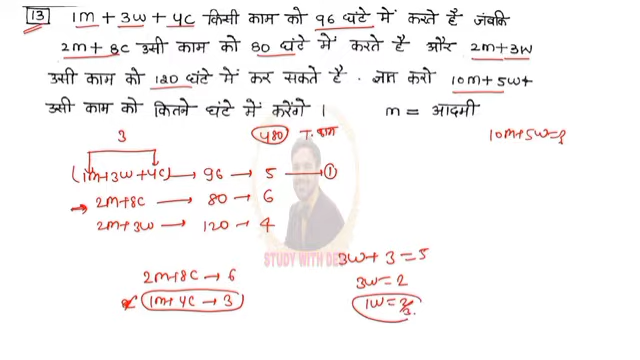 13 1m + 3w + 4c किसी काम को 96 घंटे में करते है जबकि
2m + 8c उसी काम को 80 घंटे में करते है और 2m + 3w
उसी काम को 120 घंटे में कर सकते है . ज्ञात करो 10m + 5w +
उसी काम को कितने घंटे में करेंगे । m = आदमी
3 480 T. काम 10m + 5w =
(1m + 3w + 4c) → 96 → 5 → ①
→ 2m + 8c → 80 → 6
2m + 3w → 120 → 4
STUDY WITH
3w + 3 = 5
2m + 8c → 6 3w = 2
1m + 4c → 3 1w = 2/3.